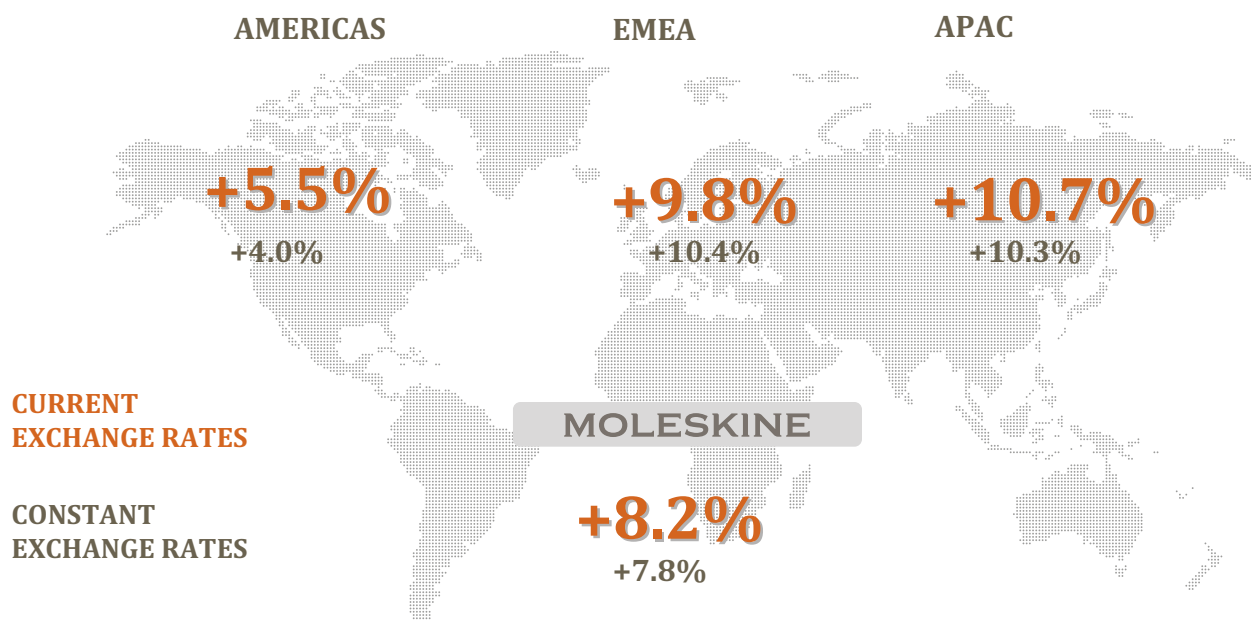 AMERICAS
EMEA
APAC
+5.5%
+9.8%
+10.7%
+4.0%
+10.4%
+10.3%
CURRENT
EXCHANGE RATES
MOLESKINE
CONSTANT
EXCHANGE RATES
+8.2%
+7.8%